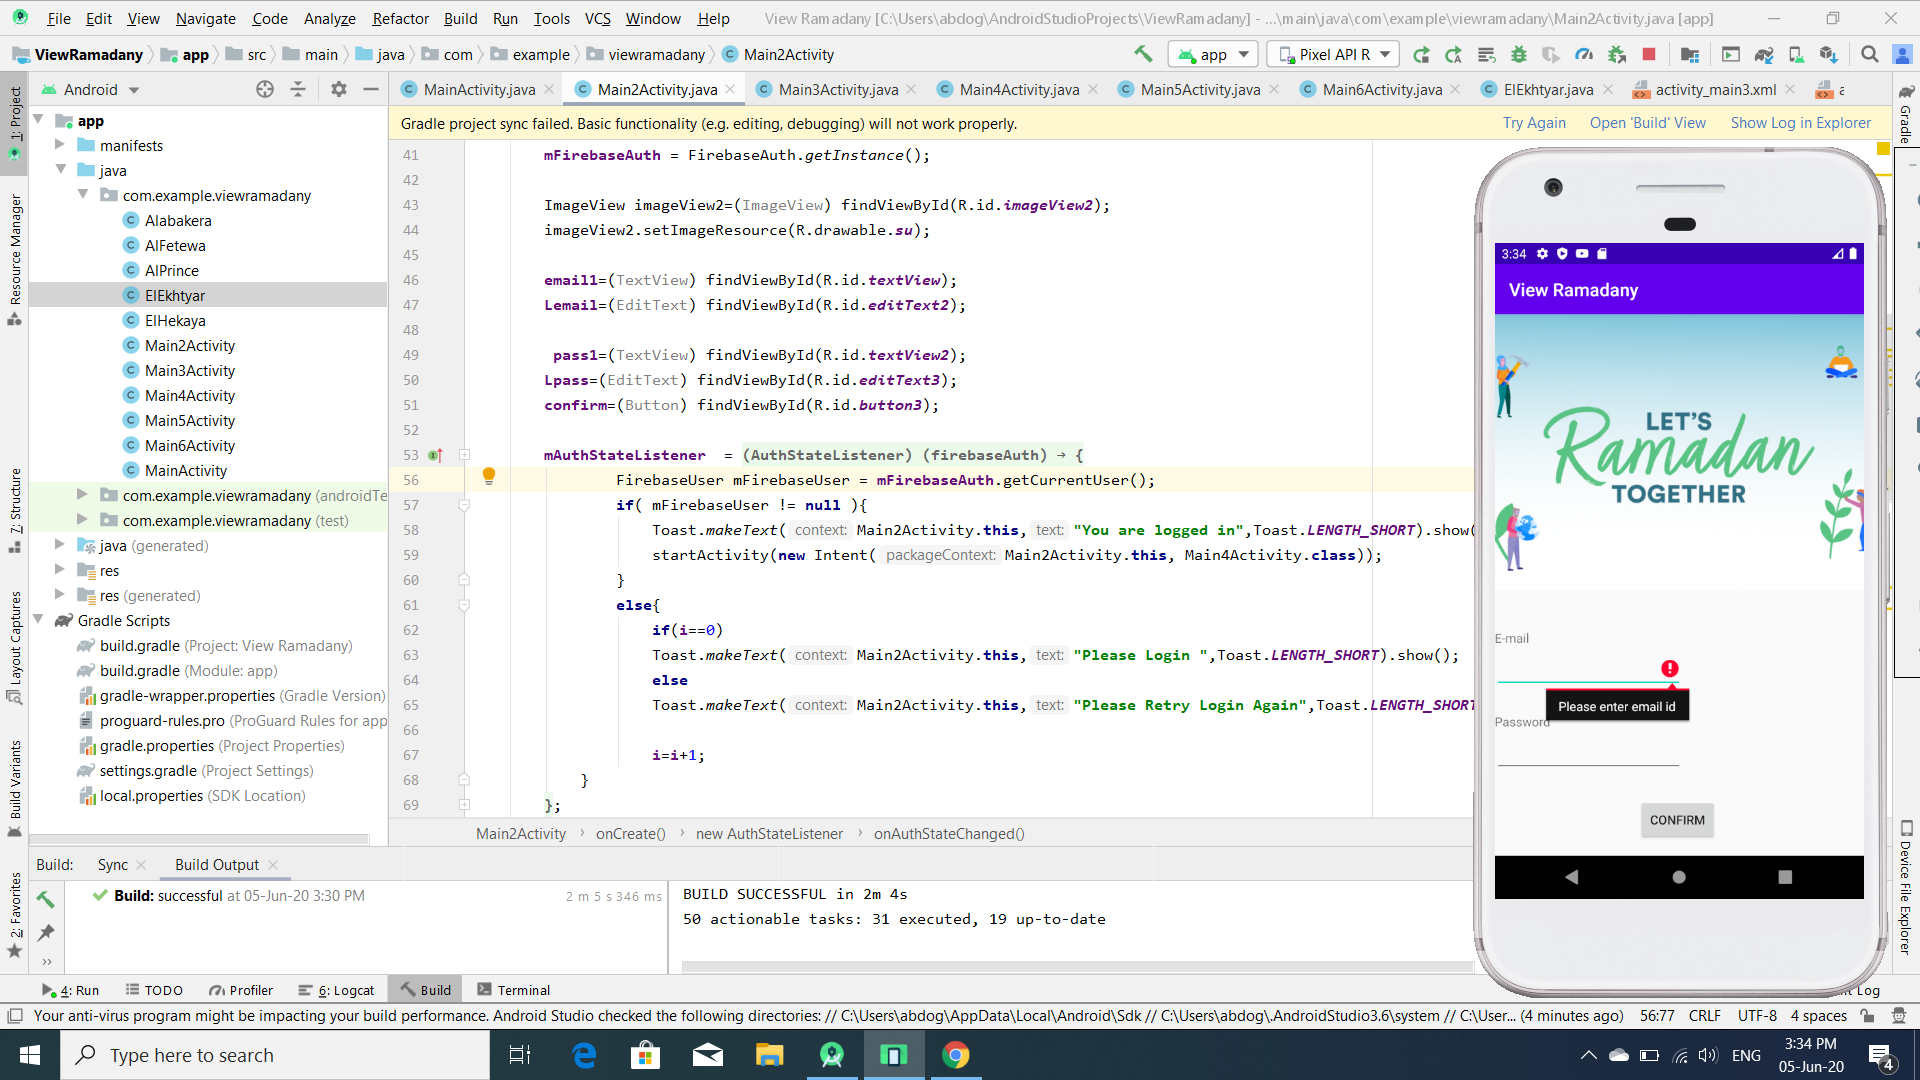 File Edit View Navigate Code Analyze Refactor Build Run Tools VCS Window Help View Ramadany [C:\Users\abdog\AndroidStudioProjects\ViewRamadany] - ...\main\java\com\example\viewramadany\Main2Activity.java [app]
ViewRamadany app src main java com example viewramadany Main2Activity app Pixel API R
Android
MainActivity.java Main2Activity.java Main3Activity.java Main4Activity.java Main5Activity.java Main6Activity.java ElEkhtyar.java activity_main3.xml a
Gradle project sync failed. Basic functionality (e.g. editing, debugging) will not work properly. Try Again Open 'Build' View Show Log in Explorer
1: Project
Resource Manager
7: Structure
Layout Captures
Build Variants
2: Favorites
app
manifests
java
com.example.viewramadany
Alabakera
AlFetewa
AlPrince
ElEkhtyar
ElHekaya
Main2Activity
Main3Activity
Main4Activity
Main5Activity
Main6Activity
MainActivity
com.example.viewramadany (androidTe
com.example.viewramadany (test)
java (generated)
res
res (generated)
Gradle Scripts
build.gradle (Project: View Ramadany)
build.gradle (Module: app)
gradle-wrapper.properties (Gradle Version)
proguard-rules.pro (ProGuard Rules for app
gradle.properties (Project Properties)
settings.gradle (Project Settings)
local.properties (SDK Location)
41 mFirebaseAuth = FirebaseAuth.getInstance();
42
43 ImageView imageView2=(ImageView) findViewById(R.id.imageView2);
44 imageView2.setImageResource(R.drawable.su);
45
46 email1=(TextView) findViewById(R.id.textView);
47 Lemail=(EditText) findViewById(R.id.editText2);
48
49 pass1=(TextView) findViewById(R.id.textView2);
50 Lpass=(EditText) findViewById(R.id.editText3);
51 confirm=(Button) findViewById(R.id.button3);
52
53 mAuthStateListener = (AuthStateListener) (firebaseAuth) → {
56 FirebaseUser mFirebaseUser = mFirebaseAuth.getCurrentUser();
57 if( mFirebaseUser != null ){
58 Toast.makeText( context: Main2Activity.this, text: "You are logged in",Toast.LENGTH_SHORT).show(
59 startActivity(new Intent( packageContext: Main2Activity.this, Main4Activity.class));
60 }
61 else{
62 if(i==0)
63 Toast.makeText( context: Main2Activity.this, text: "Please Login ",Toast.LENGTH_SHORT).show();
64 else
65 Toast.makeText( context: Main2Activity.this, text: "Please Retry Login Again",Toast.LENGTH_SHORT
66
67 i=i+1;
68 }
69 };
Main2Activity onCreate() new AuthStateListener onAuthStateChanged()
3:34
View Ramadany
LET'S
Ramadan
TOGETHER
E-mail
Please enter email id
Password
CONFIRM
Gradle
Device File Explorer
Build: Sync Build Output
Build: successful at 05-Jun-20 3:30 PM 2 m 5 s 346 ms
BUILD SUCCESSFUL in 2m 4s
50 actionable tasks: 31 executed, 19 up-to-date
4: Run TODO Profiler 6: Logcat Build Terminal Log
Your anti-virus program might be impacting your build performance. Android Studio checked the following directories: // C:\Users\abdog\AppData\Local\Android\Sdk // C:\Users\abdog\.AndroidStudio3.6\system // C:\User... (4 minutes ago) 56:77 CRLF UTF-8 4 spaces
Type here to search
ENG
3:34 PM
05-Jun-20
4